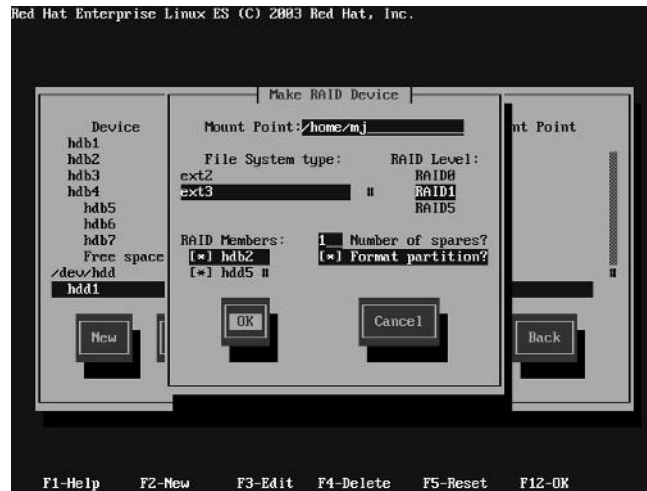 Red Hat Enterprise Linux ES (C) 2003 Red Hat, Inc.
Make RAID Device
Device
nt Point
hdb1
hdb2
hdb3
hdb4
hdb5
hdb6
hdb7
Free space
/dev/hdd
hdd1
Mount Point:/home/mj
File System type: RAID Level:
ext2 RAID0
ext3 # RAID1
RAID5
RAID Members: 1 Number of spares?
[*] hdb2 [*] Format partition?
[*] hdd5 #
#
New
OK Cancel
Back
F1-Help F2-New F3-Edit F4-Delete F5-Reset F12-OK